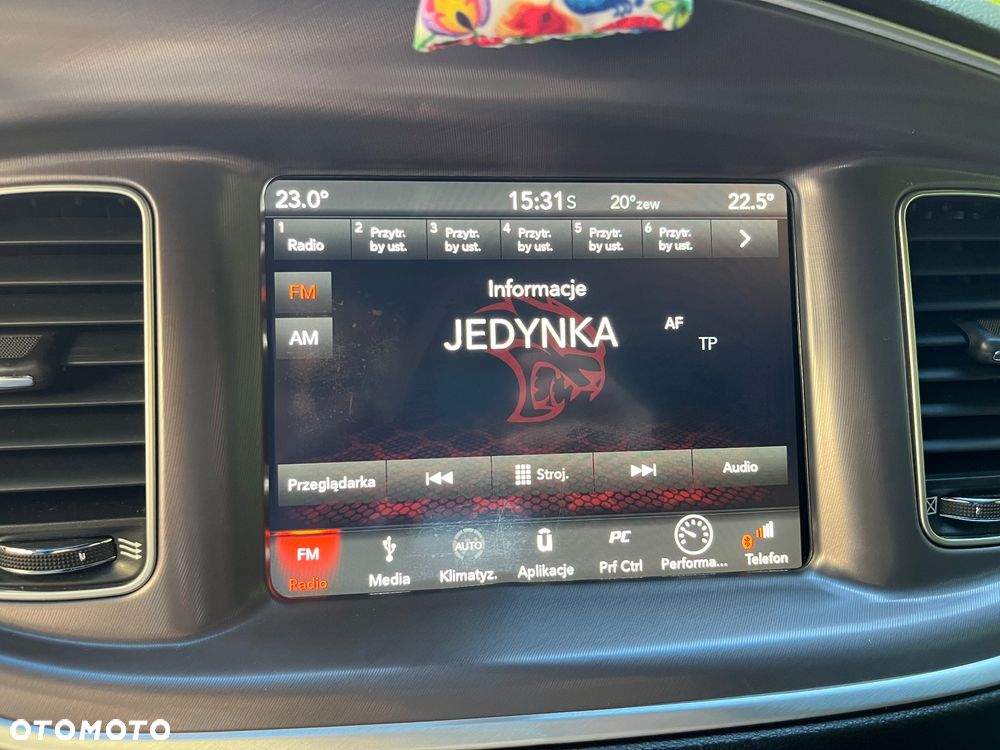 23.0° 15:31 S 20°zew 22.5°
1 Radio
2 Przytr. by ust.
3 Przytr. by ust.
4 Przytr. by ust.
5 Przytr. by ust.
6 Przytr. by ust.
FM
AM
Informacje
JEDYNKA
AF
TP
Przeglądarka
Stroj.
Audio
FM
Radio
Media
AUTO
Klimatyz.
Aplikacje
PC
Prf Ctrl
Performa...
Telefon
OTOMOTO